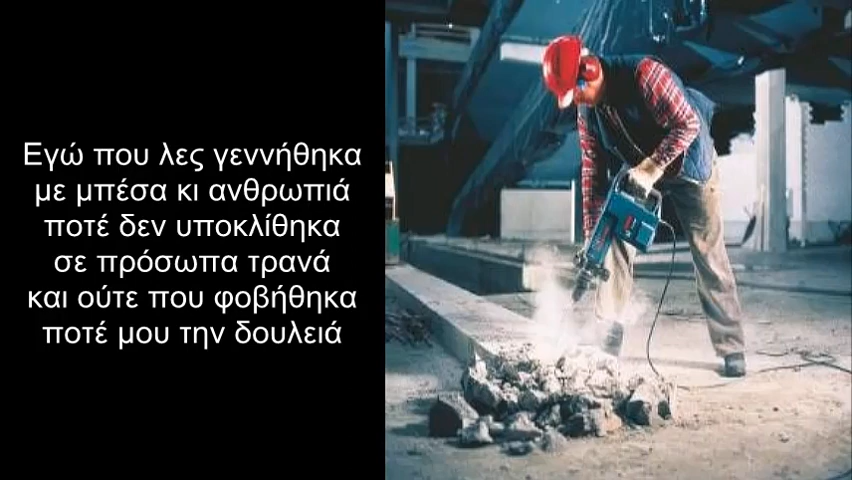 Εγώ που λες γεννήθηκα
με μπέσα κι ανθρωπιά
ποτέ δεν υποκλίθηκα
σε πρόσωπα τρανά
και ούτε που φοβήθηκα
ποτέ μου την δουλειά